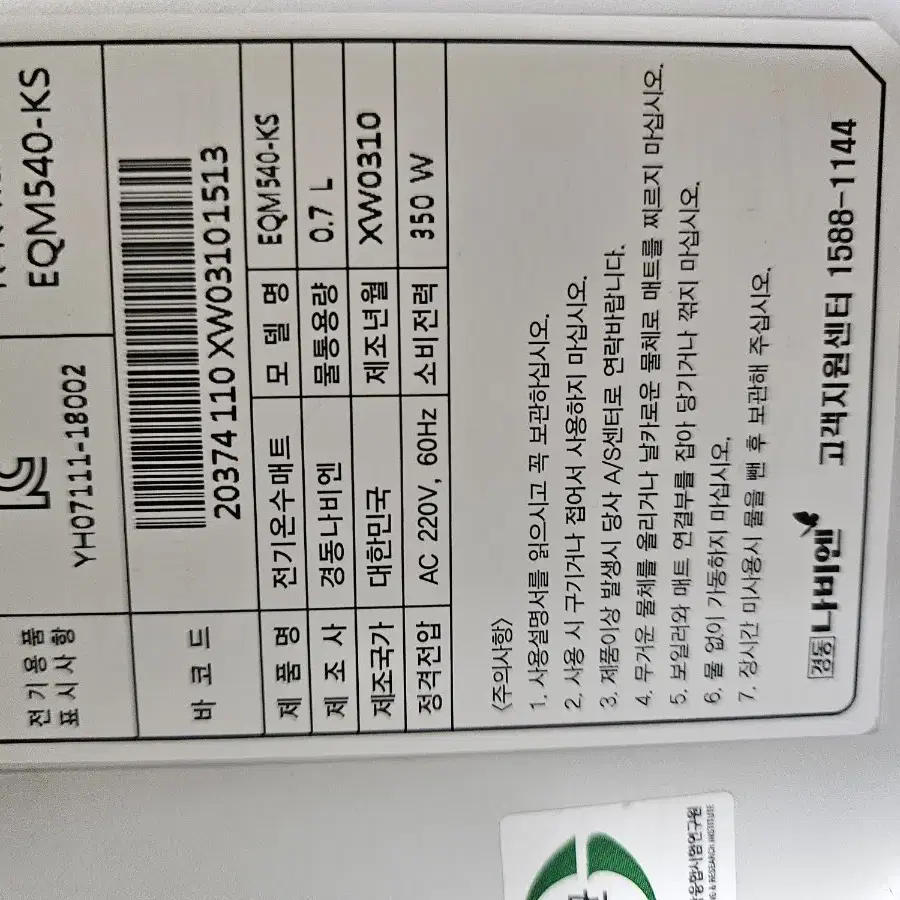 전기용품
표시사항
YH07111-18002
EQM540-KS
바 코 드
20374110XW03101513
제 품 명 전기온수매트 모 델 명 EQM540-KS
제 조 사 경동나비엔 물통용량 0.7 L
제조국가 대한민국 제조년월 XW0310
정격전압 AC 220V, 60Hz 소비전력 350 W
〈주의사항〉
1. 사용설명서를 읽으시고 꼭 보관하십시오.
2. 사용 시 구기거나 접어서 사용하지 마십시오.
3. 제품이상 발생시 당사 A/S센터로 연락바랍니다.
4. 무거운 물체를 올리거나 날카로운 물체로 매트를 찌르지 마십시오.
5. 보일러와 매트 연결부를 잡아 당기거나 꺾지 마십시오.
6. 물 없이 가동하지 마십시오.
7. 장시간 미사용시 물을 뺀 후 보관해 주십시오.
경동 나비엔 고객지원센터 1588-1144
융합시험연구원
& RESEARCH INSTITUTE